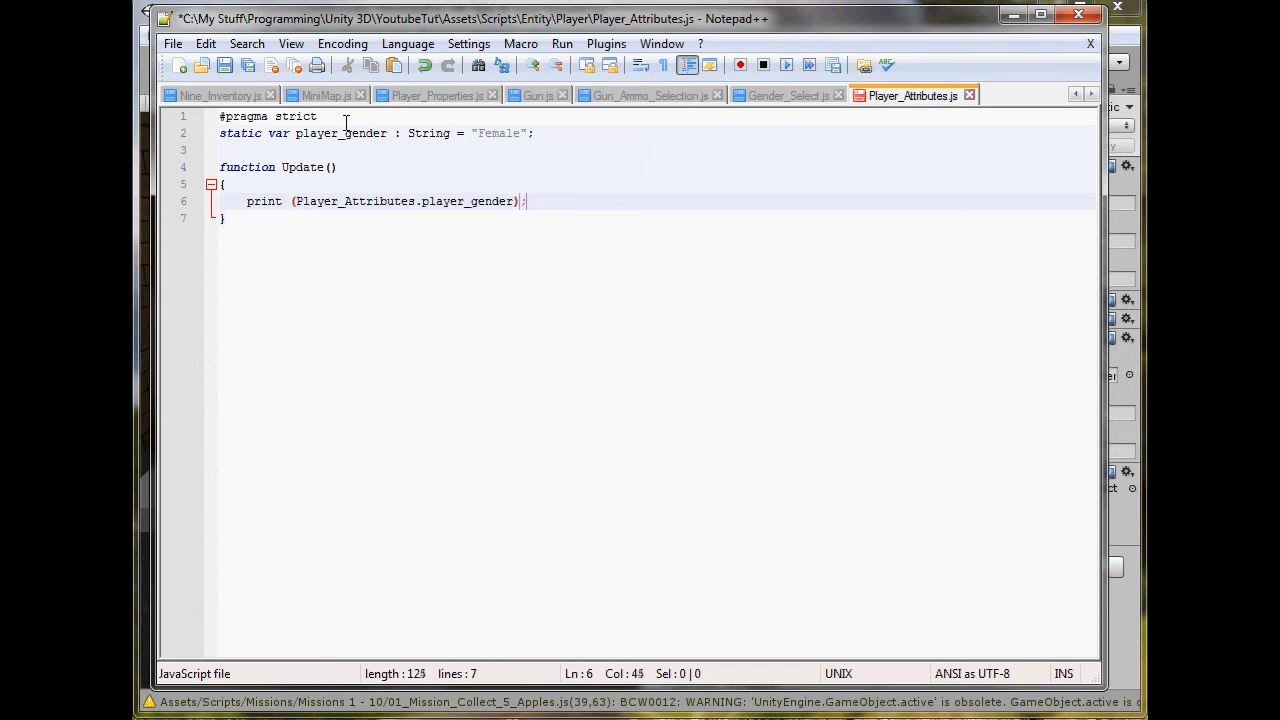 *C:\My Stuff\Programming\Unity 3D\YoutubeTut\Assets\Scripts\Entity\Player\Player_Attributes.js - Notepad++
File Edit Search View Encoding Language Settings Macro Run Plugins Window ? X
Nine_Inventory.js MiniMap.js Player_Properties.js Gun.js Gun_Ammo_Selection.js Gender_Select.js Player_Attributes.js
1 #pragma strict
2 static var player_gender : String = "Female";
3
4 function Update()
5 {
6 print (Player_Attributes.player_gender);
7 }
JavaScript file length : 125 lines : 7 Ln : 6 Col : 45 Sel : 0 | 0 UNIX ANSI as UTF-8 INS
Assets/Scripts/Missions/Missions 1 - 10/01_Mission_Collect_5_Apples.js(39,63): BCW0012: WARNING: 'UnityEngine.GameObject.active' is obsolete. GameObject.active is